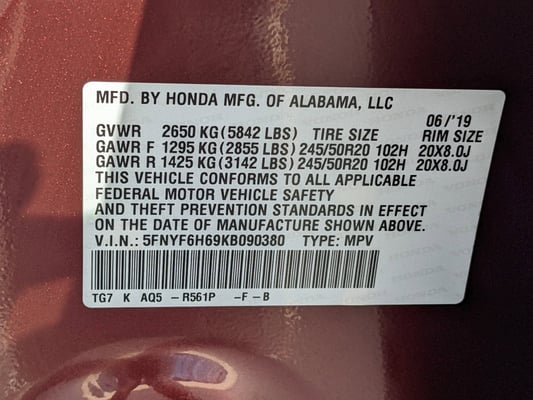 MFD. BY HONDA MFG. OF ALABAMA, LLC
06/'19
GVWR 2650 KG (5842 LBS) TIRE SIZE RIM SIZE
GAWR F 1295 KG (2855 LBS) 245/50R20 102H 20X8.0J
GAWR R 1425 KG (3142 LBS) 245/50R20 102H 20X8.0J
THIS VEHICLE CONFORMS TO ALL APPLICABLE
FEDERAL MOTOR VEHICLE SAFETY
AND THEFT PREVENTION STANDARDS IN EFFECT
ON THE DATE OF MANUFACTURE SHOWN ABOVE.
V.I.N.: 5FNYF6H69KB090380 TYPE: MPV
TG7 K AQ5 -R561P -F-B